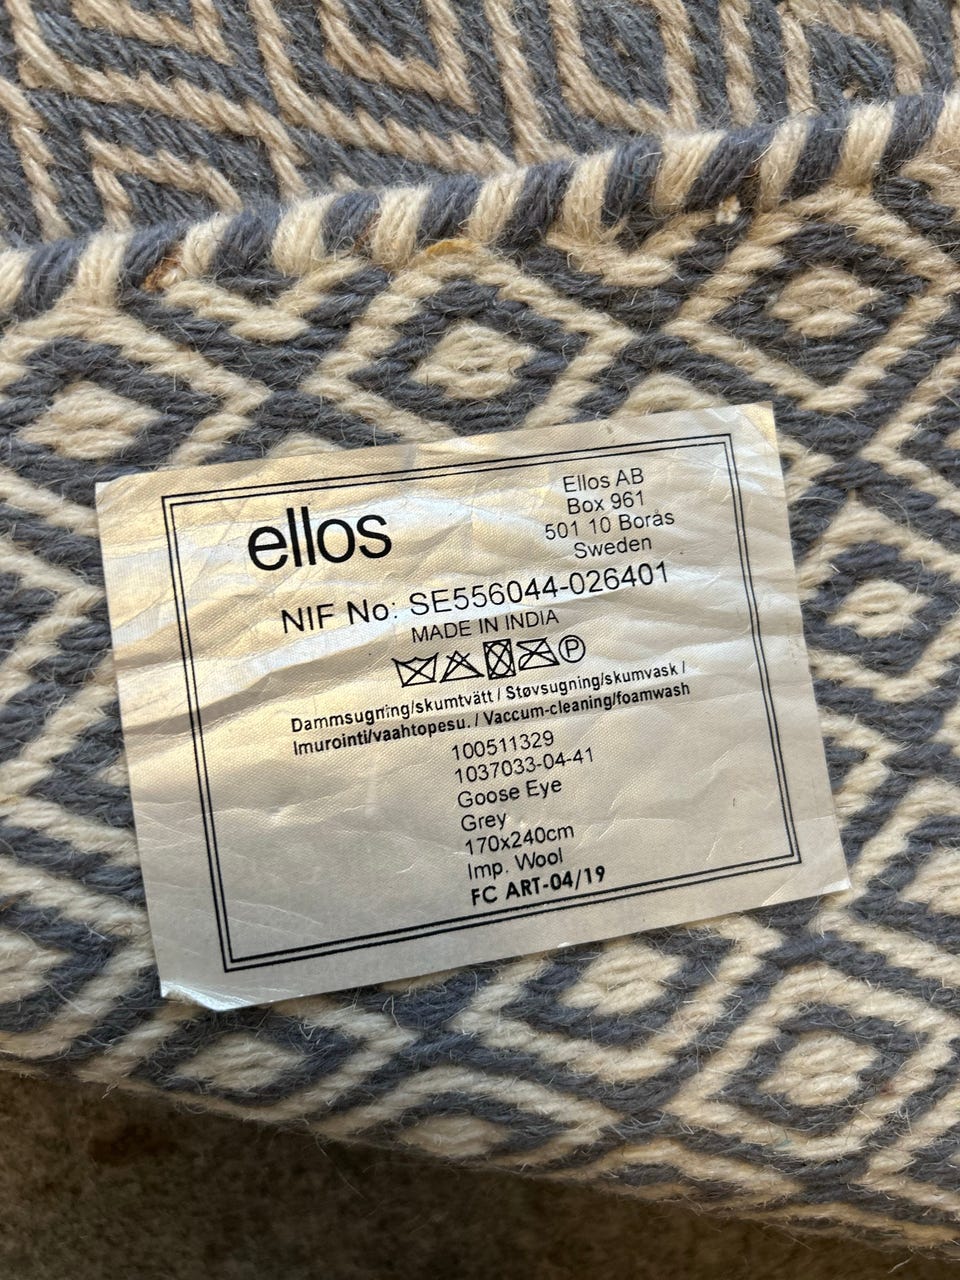 ellos
Ellos AB
Box 961
501 10 Borås
Sweden
NIF No: SE556044-026401
MADE IN INDIA
P
Dammsugning/skumtvätt / Støvsugning/skumvask /
Imurointi/vaahtopesu. / Vaccum-cleaning/foamwash
100511329
1037033-04-41
Goose Eye
Grey
170x240cm
Imp. Wool
FC ART-04/19